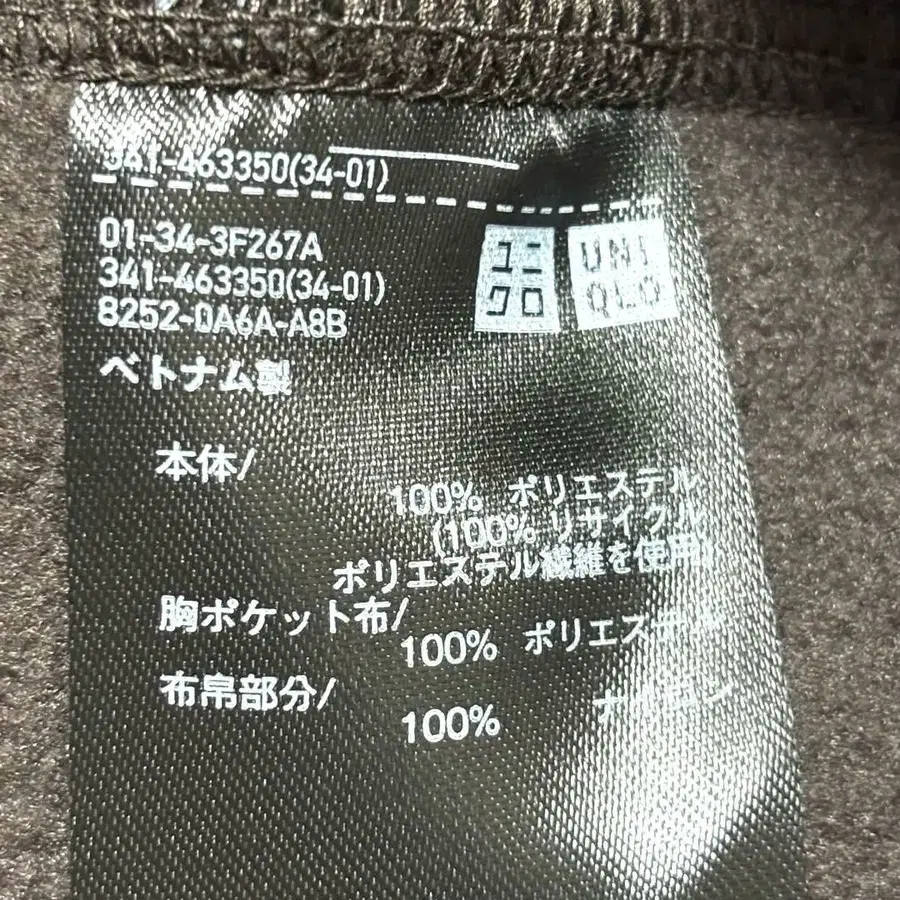 341-463350(34-01)
01-34-3F267A
341-463350(34-01)
8252-0A6A-A8B
ユニ
クロ
UNI
QLO
ベトナム製
本体/
100% ポリエステル
(100% リサイクル
ポリエステル繊維を使用)
胸ポケット布/
100% ポリエステル
布帛部分/
100% ナイロン